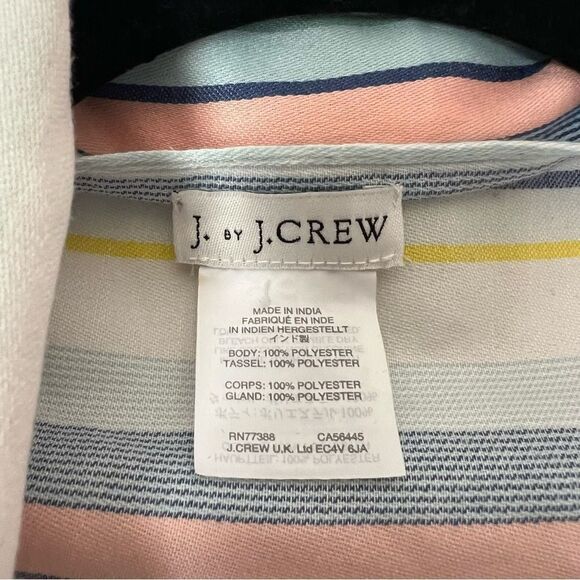 J. BY J.CREW
MADE IN INDIA
FABRIQUÉ EN INDE
IN INDIEN HERGESTELLT
インド製
BODY: 100% POLYESTER
TASSEL: 100% POLYESTER
CORPS: 100% POLYESTER
GLAND: 100% POLYESTER
RN77388 CA56445
J.CREW U.K. Ltd EC4V 6JA